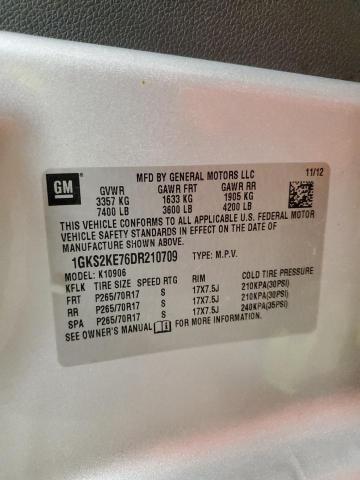 GM
MFD BY GENERAL MOTORS LLC 11/12
GVWR GAWR FRT GAWR RR
3357 KG 1633 KG 1905 KG
7400 LB 3600 LB 4200 LB
THIS VEHICLE CONFORMS TO ALL APPLICABLE U.S. FEDERAL MOTOR
VEHICLE SAFETY STANDARDS IN EFFECT ON THE DATE OF
MANUFACTURE SHOWN ABOVE.
1GKS2KE76DR210709 TYPE: M.P.V.
MODEL: K10906
KFLK TIRE SIZE SPEED RTG RIM COLD TIRE PRESSURE
FRT P265/70R17 S 17X7.5J 210KPA(30PSI)
RR P265/70R17 S 17X7.5J 210KPA(30PSI)
SPA P265/70R17 S 17X7.5J 240KPA(35PSI)
SEE OWNER'S MANUAL FOR MORE INFORMATION.